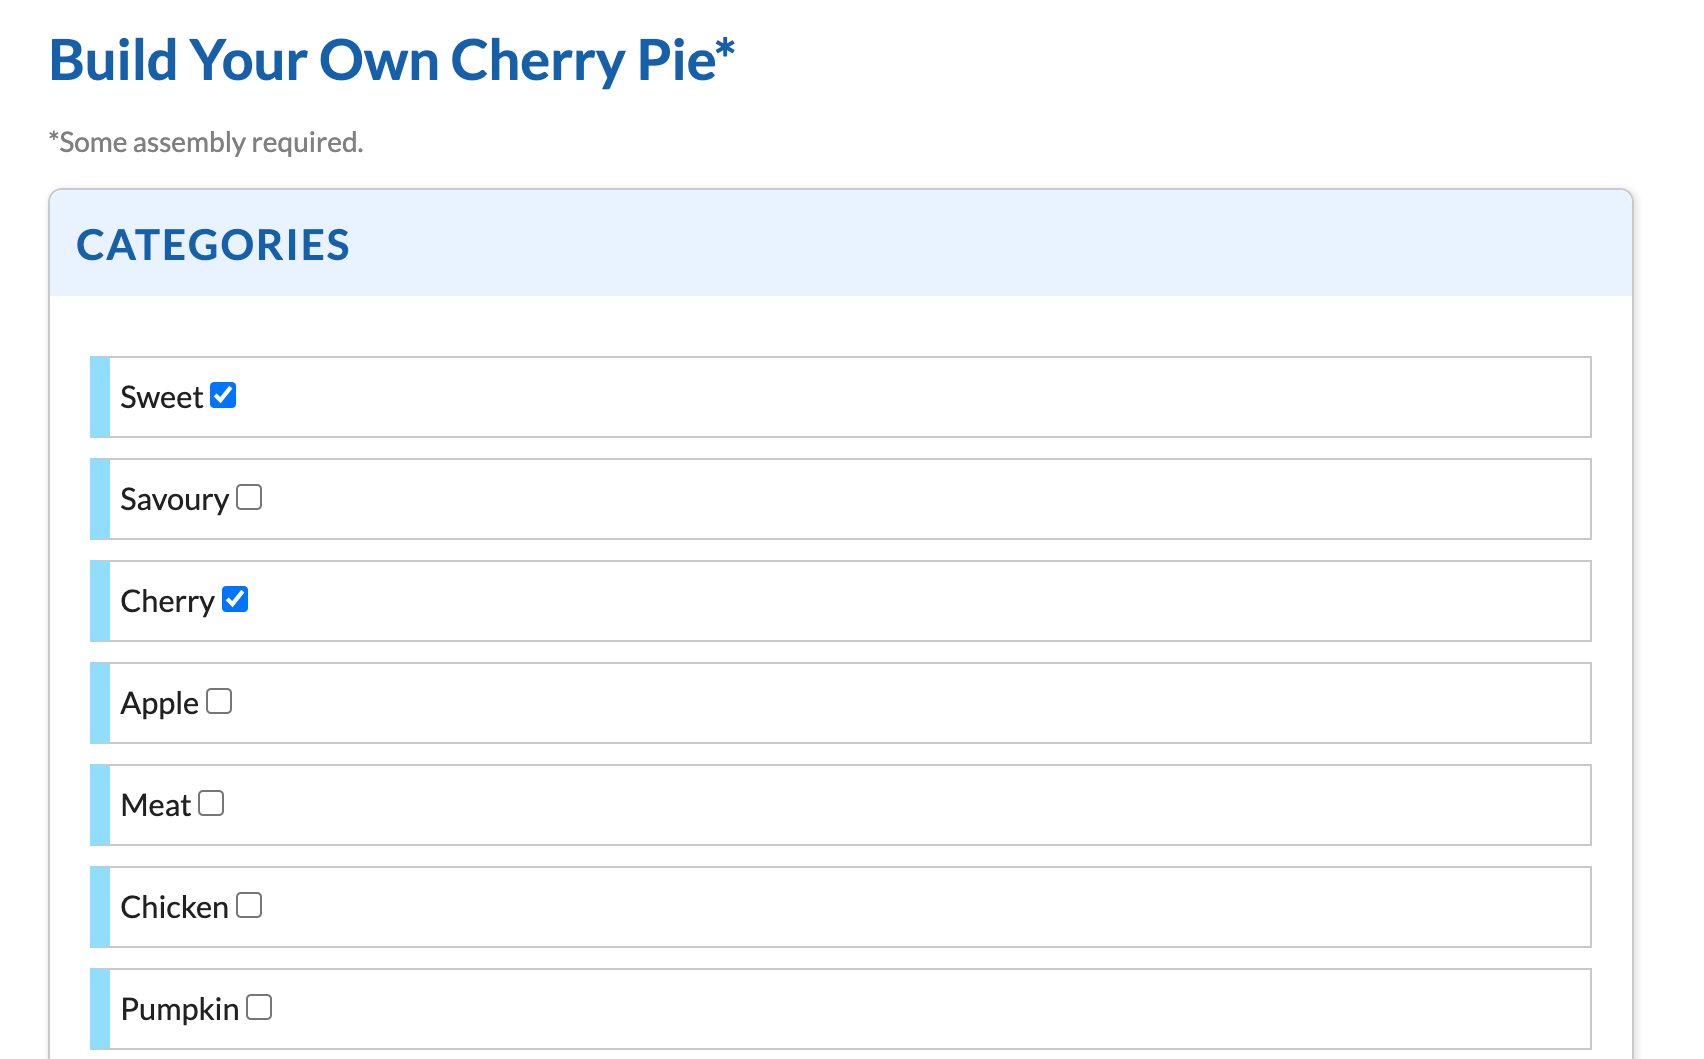 Build Your Own Cherry Pie*
*Some assembly required.
CATEGORIES
Sweet
Savoury
Cherry
Apple
Meat
Chicken
Pumpkin